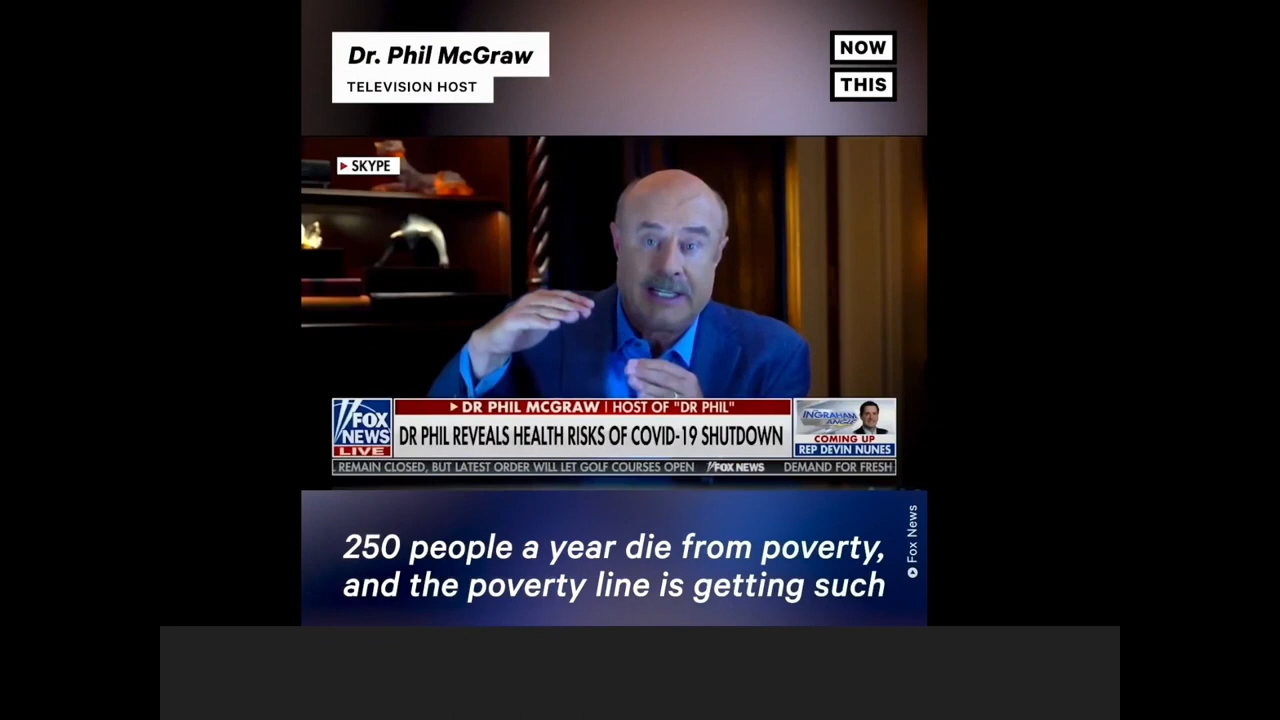 Dr. Phil McGraw
TELEVISION HOST
NOW
THIS
SKYPE
DR PHIL MCGRAW | HOST OF "DR PHIL"
FOX
NEWS
LIVE
DR PHIL REVEALS HEALTH RISKS OF COVID-19 SHUTDOWN
INGRAHAM
ANGLE
COMING UP
REP DEVIN NUNES
. REMAIN CLOSED, BUT LATEST ORDER WILL LET GOLF COURSES OPEN FOX NEWS DEMAND FOR FRESH
250 people a year die from poverty,
and the poverty line is getting such
Fox News